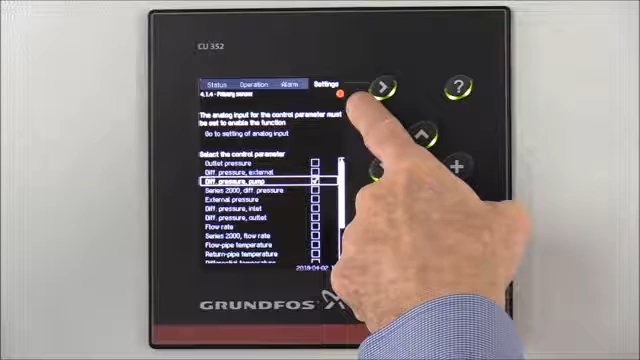 CU 352
Status Operation Alarm Settings
4.1.4 - Primary sensor
The analog input for the control parameter must
be set to enable the function
Go to setting of analog input
Select the control parameter
Outlet pressure
Diff. pressure, external
Diff. pressure, pump
Series 2000, diff. pressure
External pressure
Diff. pressure, inlet
Diff. pressure, outlet
Flow rate
Series 2000, flow rate
Flow-pipe temperature
Return-pipe temperature
Differential temperature
2019-04-02
GRUNDFOS